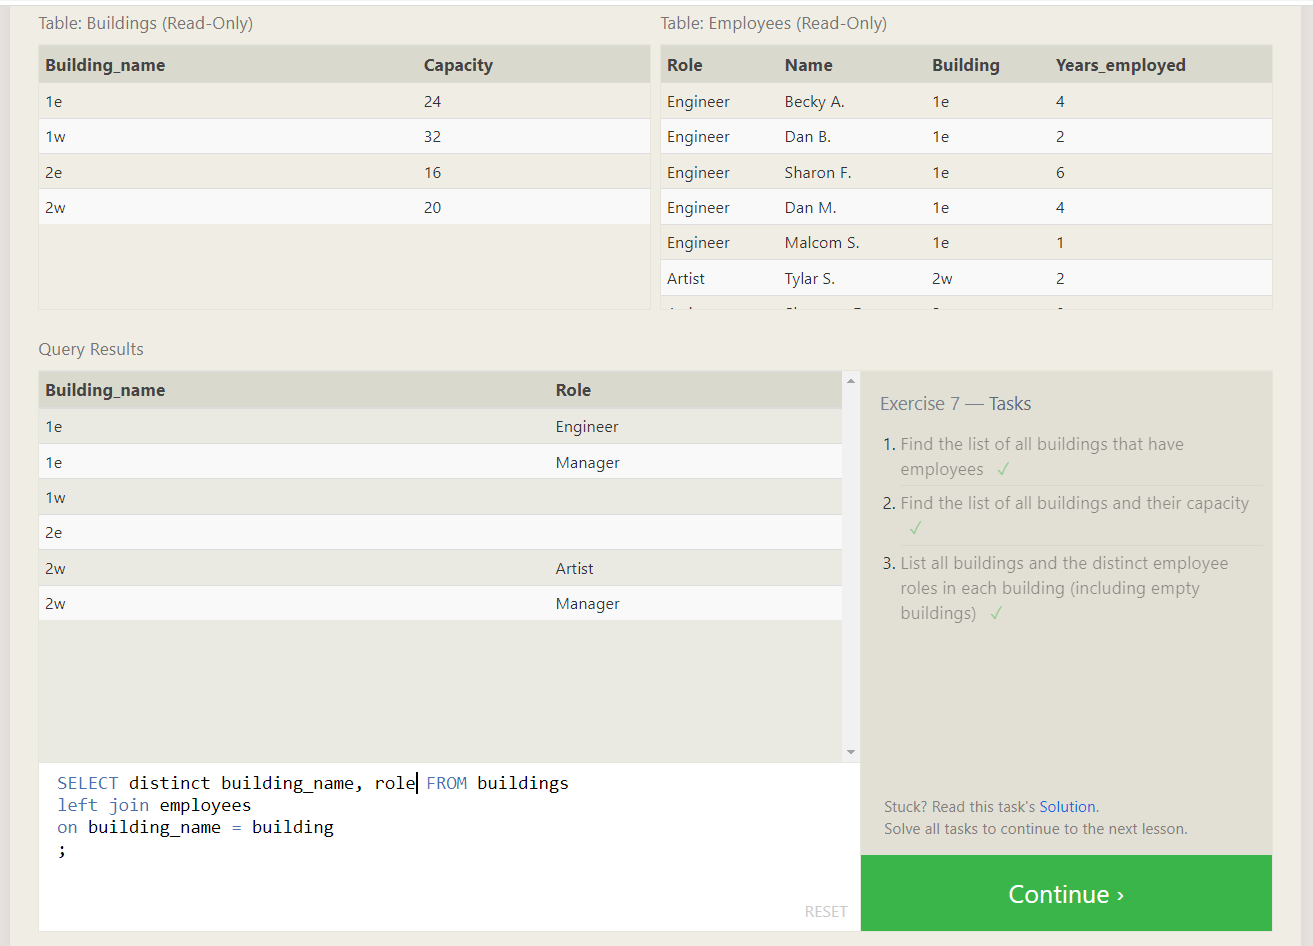 Table: Buildings (Read-Only)
Building_name Capacity
1e 24
1w 32
2e 16
2w 20
Table: Employees (Read-Only)
Role Name Building Years_employed
Engineer Becky A. 1e 4
Engineer Dan B. 1e 2
Engineer Sharon F. 1e 6
Engineer Dan M. 1e 4
Engineer Malcom S. 1e 1
Artist Tylar S. 2w 2
Query Results
Building_name Role
1e Engineer
1e Manager
1w
2e
2w Artist
2w Manager
SELECT distinct building_name, role FROM buildings
left join employees
on building_name = building
;
RESET
Exercise 7 — Tasks
1. Find the list of all buildings that have
employees ✓
2. Find the list of all buildings and their capacity
✓
3. List all buildings and the distinct employee
roles in each building (including empty
buildings) ✓
Stuck? Read this task's Solution.
Solve all tasks to continue to the next lesson.
Continue ›